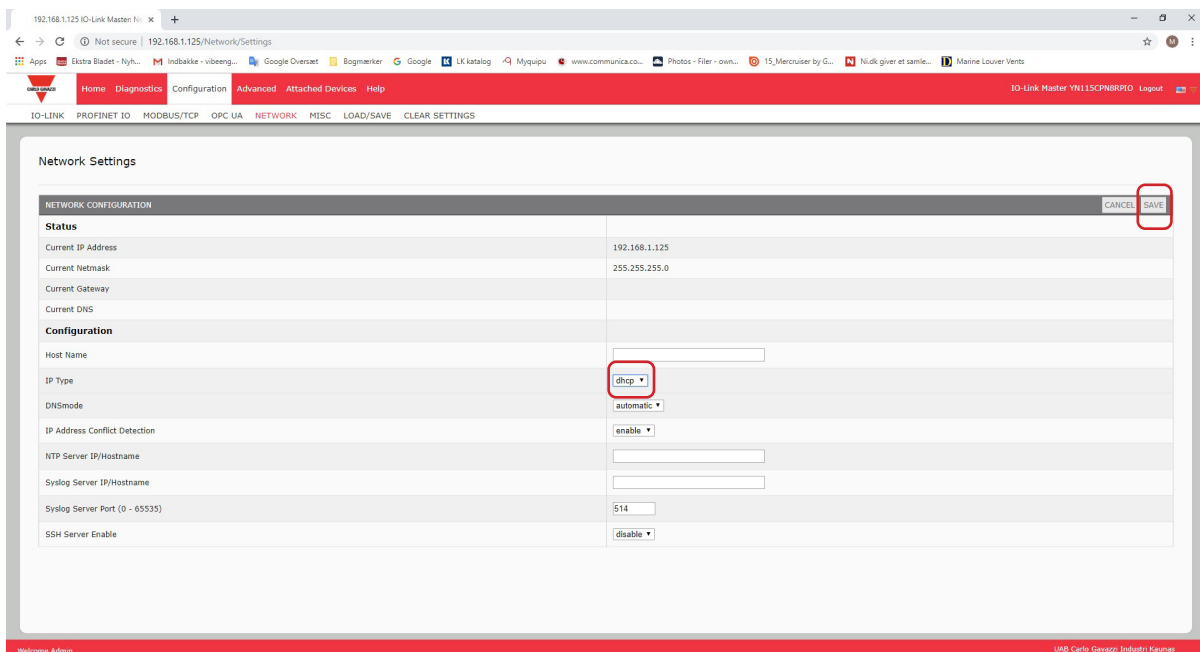 192.168.1.125 IO-Link Master: Ne
Not secure | 192.168.1.125/Network/Settings
Apps Ekstra Bladet - Nyh... Indbakke - vibeeng... Google Oversæt Bogmærker Google LK katalog Myquipu www.communica.co... Photos - Filer - own... 15_Mercruiser by G... Ni.dk giver et samle... Marine Louver Vents
CARLO GAVAZZI Home Diagnostics Configuration Advanced Attached Devices Help IO-Link Master YN115CPN8RPIO Logout
IO-LINK PROFINET IO MODBUS/TCP OPC UA NETWORK MISC LOAD/SAVE CLEAR SETTINGS
Network Settings
NETWORK CONFIGURATION CANCEL SAVE
Status
Current IP Address 192.168.1.125
Current Netmask 255.255.255.0
Current Gateway
Current DNS
Configuration
Host Name
IP Type dhcp
DNSmode automatic
IP Address Conflict Detection enable
NTP Server IP/Hostname
Syslog Server IP/Hostname
Syslog Server Port (0 - 65535) 514
SSH Server Enable disable
Welcome Admin UAB Carlo Gavazzi Industri Kaunas